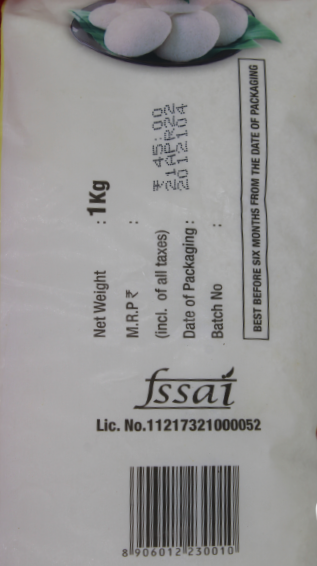 Net Weight : 1Kg
M.R.P ₹ :
(incl. of all taxes)
Date of Packaging :
Batch No :
₹ 45:00
21APR22
2012104
BEST BEFORE SIX MONTHS FROM THE DATE OF PACKAGING
fssai
Lic. No.11217321000052
8 906012 230010